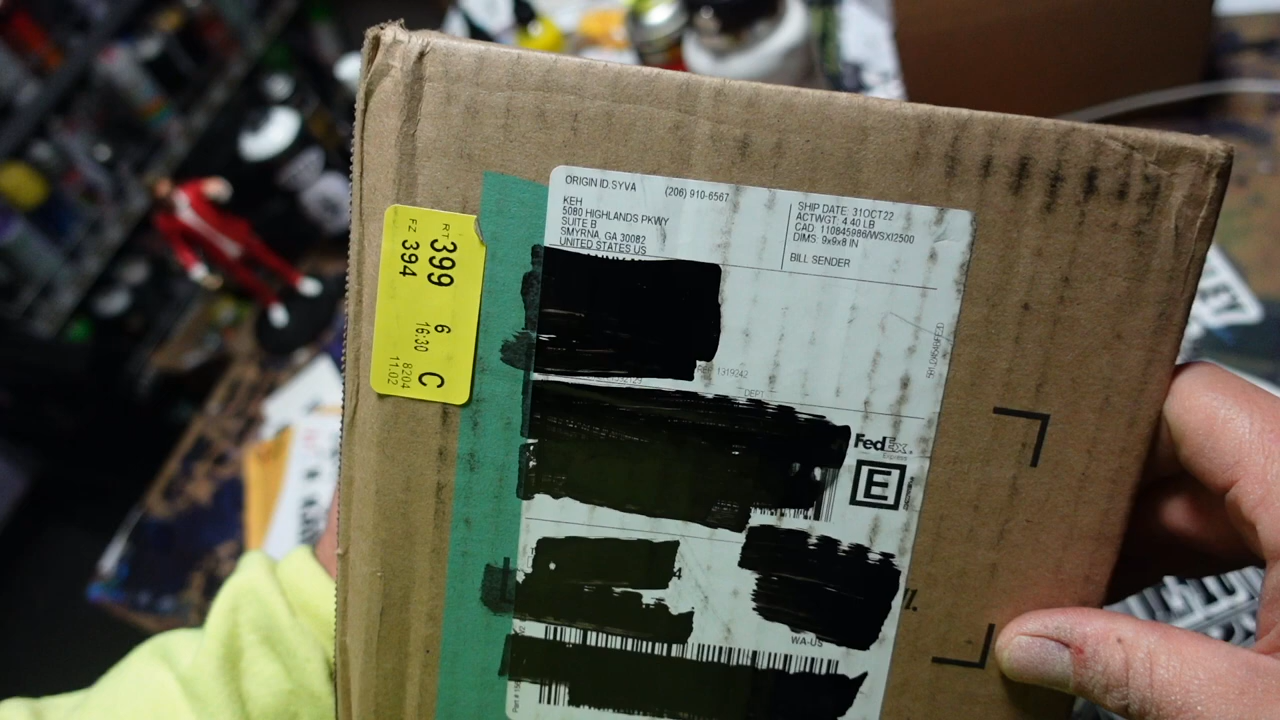 ORIGIN ID:SYVA (206) 910-6567
KEH
5080 HIGHLANDS PKWY
SUITE B
SMYRNA, GA 30082
UNITED STATES US
SHIP DATE: 31OCT22
ACTWGT: 4.40 LB
CAD: 110845986/WSXI2500
DIMS: 9x9x8 IN
BILL SENDER
REF: 1319242
DEPT:
FedEx
Express
E
WA-US
RT 399 6 C
16:30 8204
FZ 394 11.02